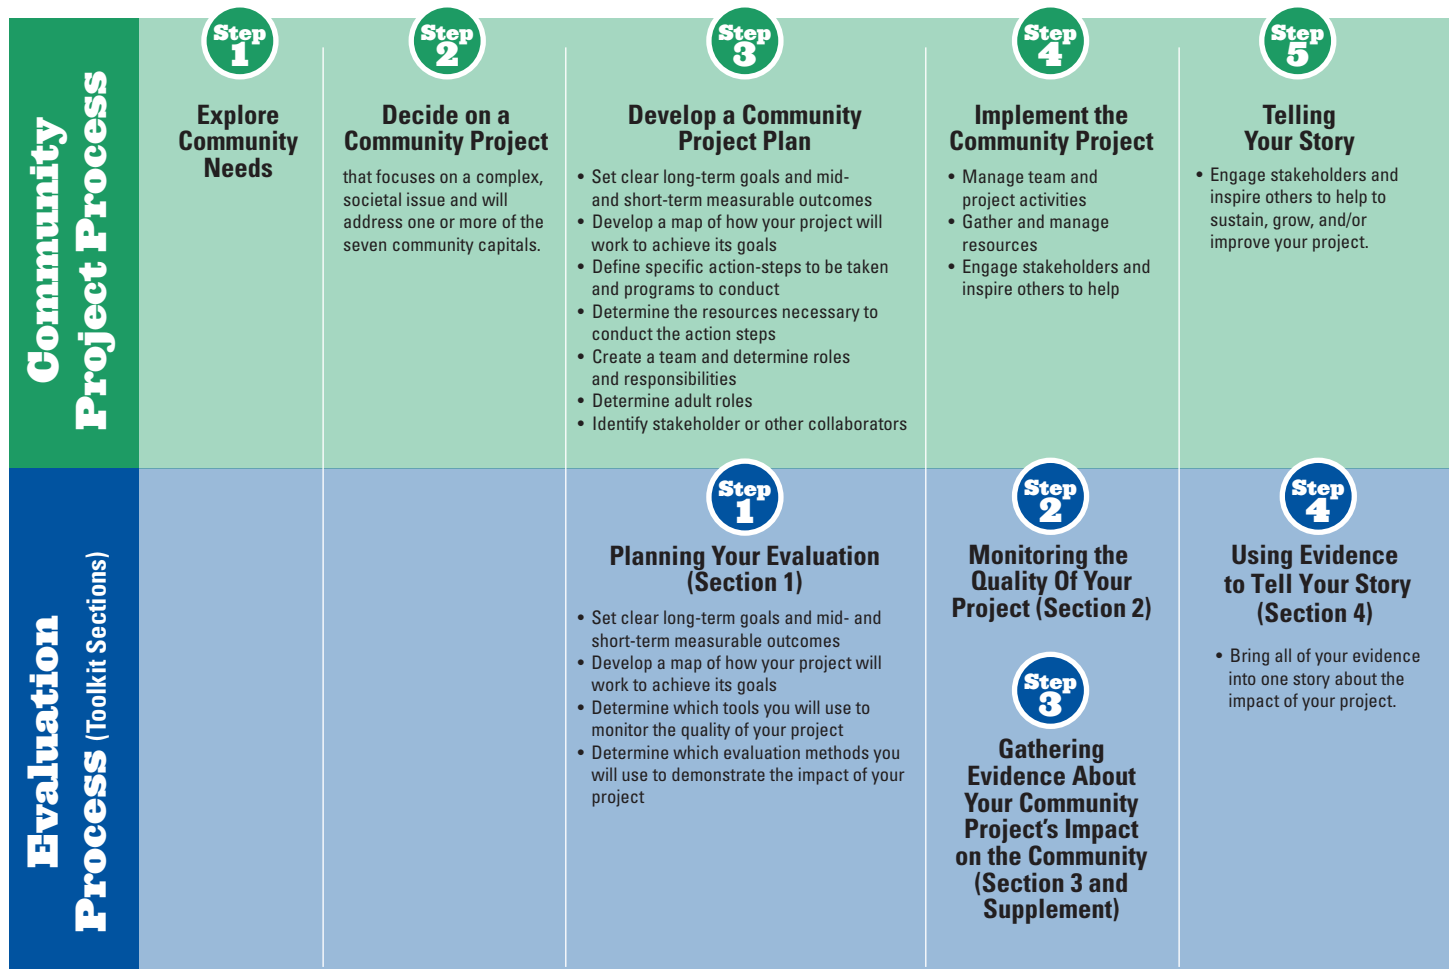 Community
Project Process
Step
1
Explore
Community
Needs
Step
2
Decide on a
Community Project
that focuses on a complex,
societal issue and will
address one or more of the
seven community capitals.
Step
3
Develop a Community
Project Plan
• Set clear long-term goals and mid-
and short-term measurable outcomes
• Develop a map of how your project will
work to achieve its goals
• Define specific action-steps to be taken
and programs to conduct
• Determine the resources necessary to
conduct the action steps
• Create a team and determine roles
and responsibilities
• Determine adult roles
• Identify stakeholder or other collaborators
Step
4
Implement the
Community Project
• Manage team and
project activities
• Gather and manage
resources
• Engage stakeholders and
inspire others to help
Step
5
Telling
Your Story
• Engage stakeholders and
inspire others to help to
sustain, grow, and/or
improve your project.
Evaluation
Process (Toolkit Sections)
Step
1
Planning Your Evaluation
(Section 1)
• Set clear long-term goals and mid- and
short-term measurable outcomes
• Develop a map of how your project will
work to achieve its goals
• Determine which tools you will use to
monitor the quality of your project
• Determine which evaluation methods you
will use to demonstrate the impact of your
project
Step
2
Monitoring the
Quality Of Your
Project (Section 2)
Step
3
Gathering
Evidence About
Your Community
Project’s Impact
on the Community
(Section 3 and
Supplement)
Step
4
Using Evidence
to Tell Your Story
(Section 4)
• Bring all of your evidence
into one story about the
impact of your project.